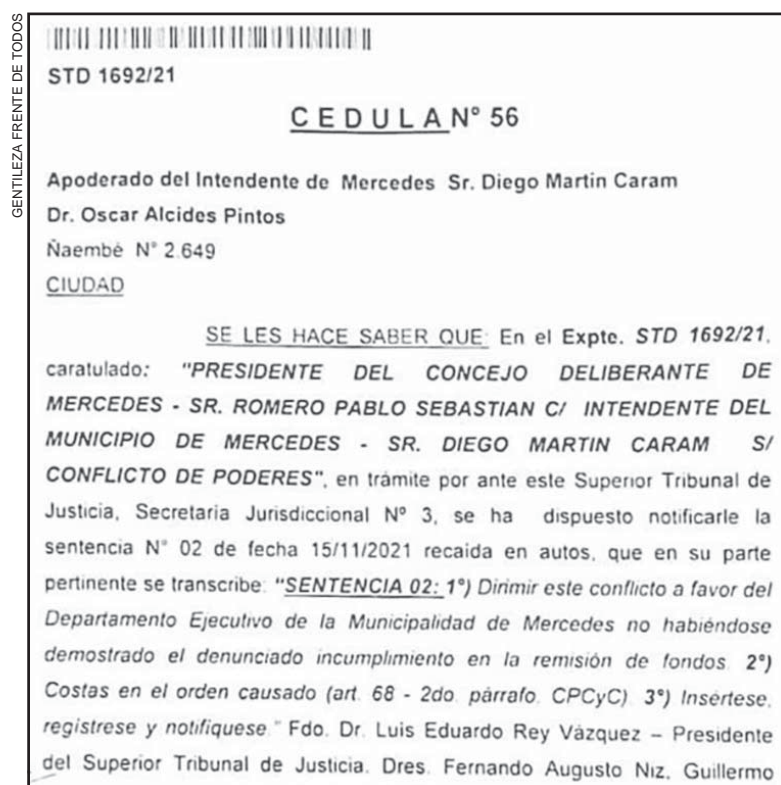 GENTILEZA FRENTE DE TODOS
STD 1692/21
CEDULA N° 56
Apoderado del Intendente de Mercedes Sr. Diego Martin Caram
Dr. Oscar Alcides Pintos
Ñaembé N° 2.649
CIUDAD
SE LES HACE SABER QUE: En el Expte. STD 1692/21,
caratulado: "PRESIDENTE DEL CONCEJO DELIBERANTE DE
MERCEDES - SR. ROMERO PABLO SEBASTIAN C/ INTENDENTE DEL
MUNICIPIO DE MERCEDES - SR. DIEGO MARTIN CARAM S/
CONFLICTO DE PODERES", en trámite por ante este Superior Tribunal de
Justicia, Secretaria Jurisdiccional Nº 3, se ha dispuesto notificarle la
sentencia N° 02 de fecha 15/11/2021 recaida en autos, que en su parte
pertinente se transcribe: "SENTENCIA 02: 1°) Dirimir este conflicto a favor del
Departamento Ejecutivo de la Municipalidad de Mercedes no habiéndose
demostrado el denunciado incumplimiento en la remisión de fondos. 2°)
Costas en el orden causado (art. 68 - 2do. párrafo, CPCyC). 3°) Insértese,
regístrese y notifíquese." Fdo. Dr. Luis Eduardo Rey Vázquez – Presidente
del Superior Tribunal de Justicia, Dres. Fernando Augusto Niz, Guillermo